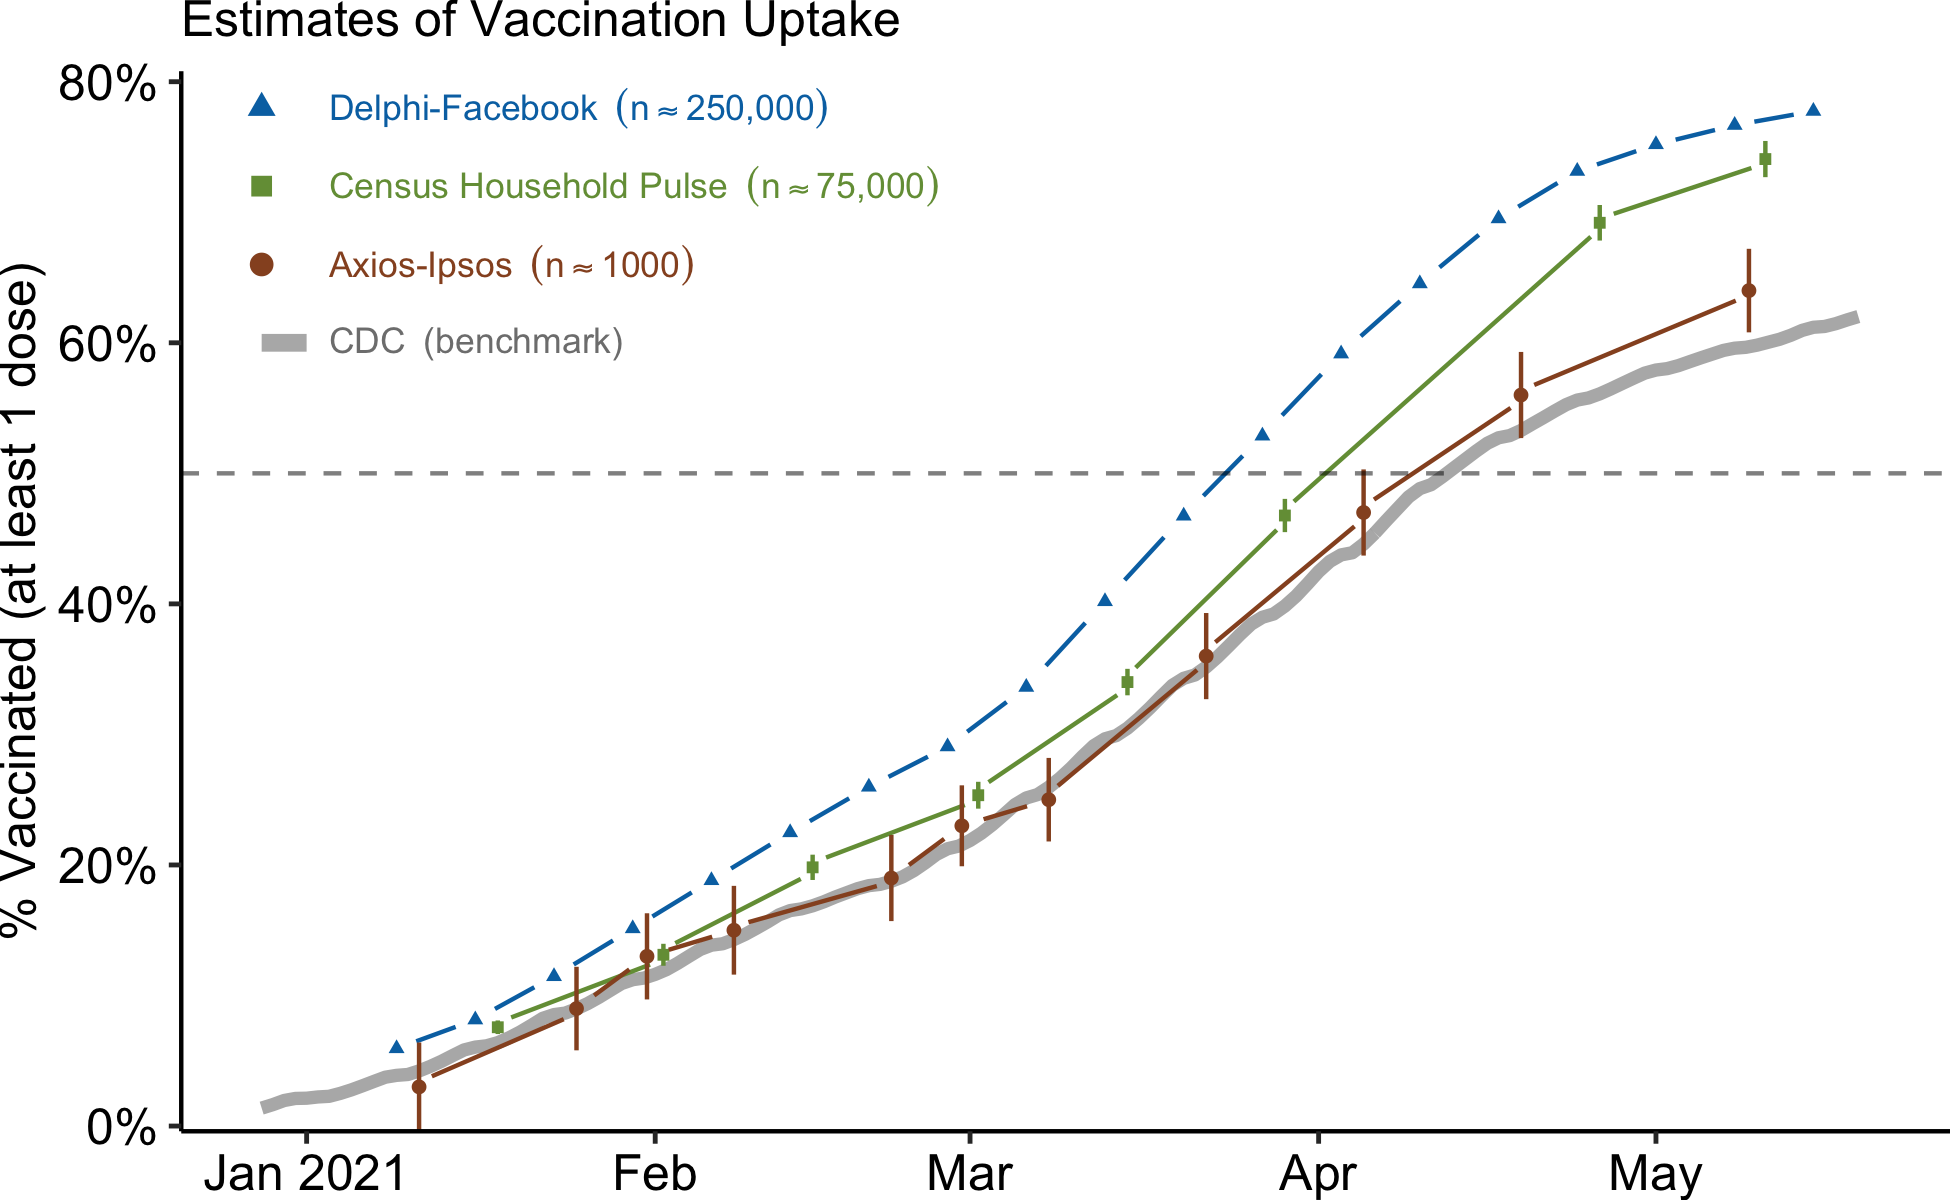 Estimates of Vaccination Uptake
80%
Delphi-Facebook (n ≈ 250,000)
Census Household Pulse (n ≈ 75,000)
Axios-Ipsos (n ≈ 1000)
CDC (benchmark)
60%
40%
20%
0%
% Vaccinated (at least 1 dose)
Jan 2021 Feb Mar Apr May